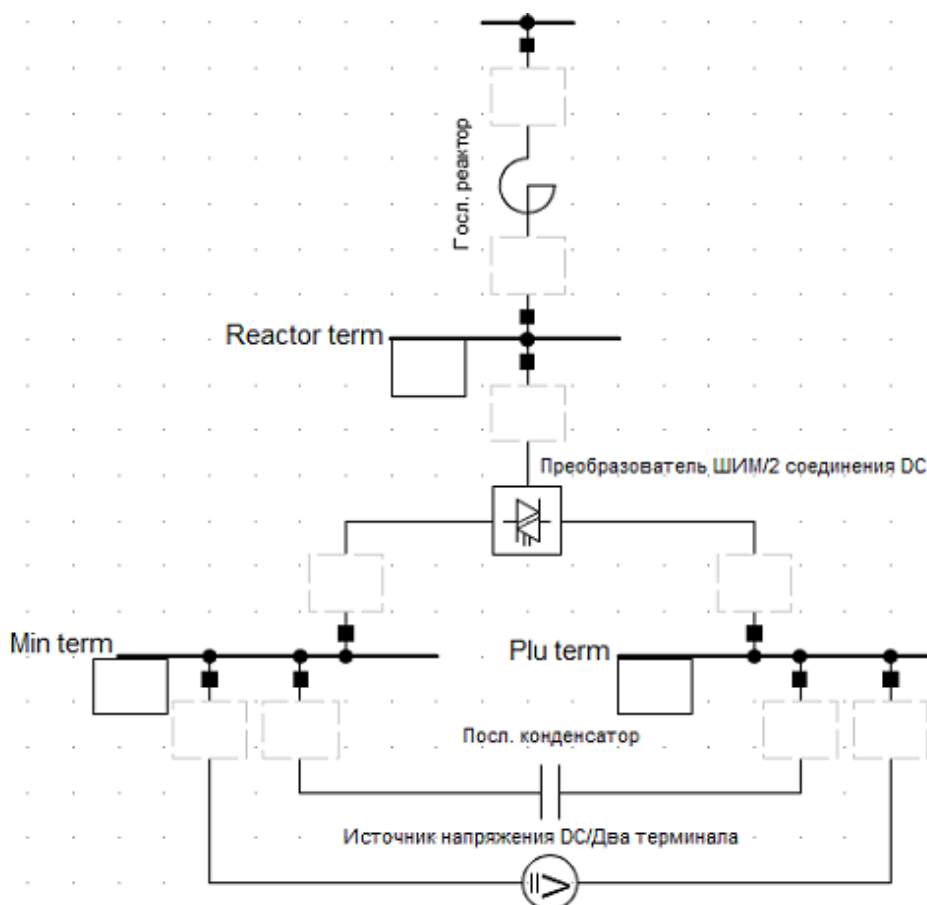 Госл. реактор
Reactor term
Преобразователь ШИМ/2 соединения DC
Min term
Plu term
Посл. конденсатор
Источник напряжения DC/Два терминала